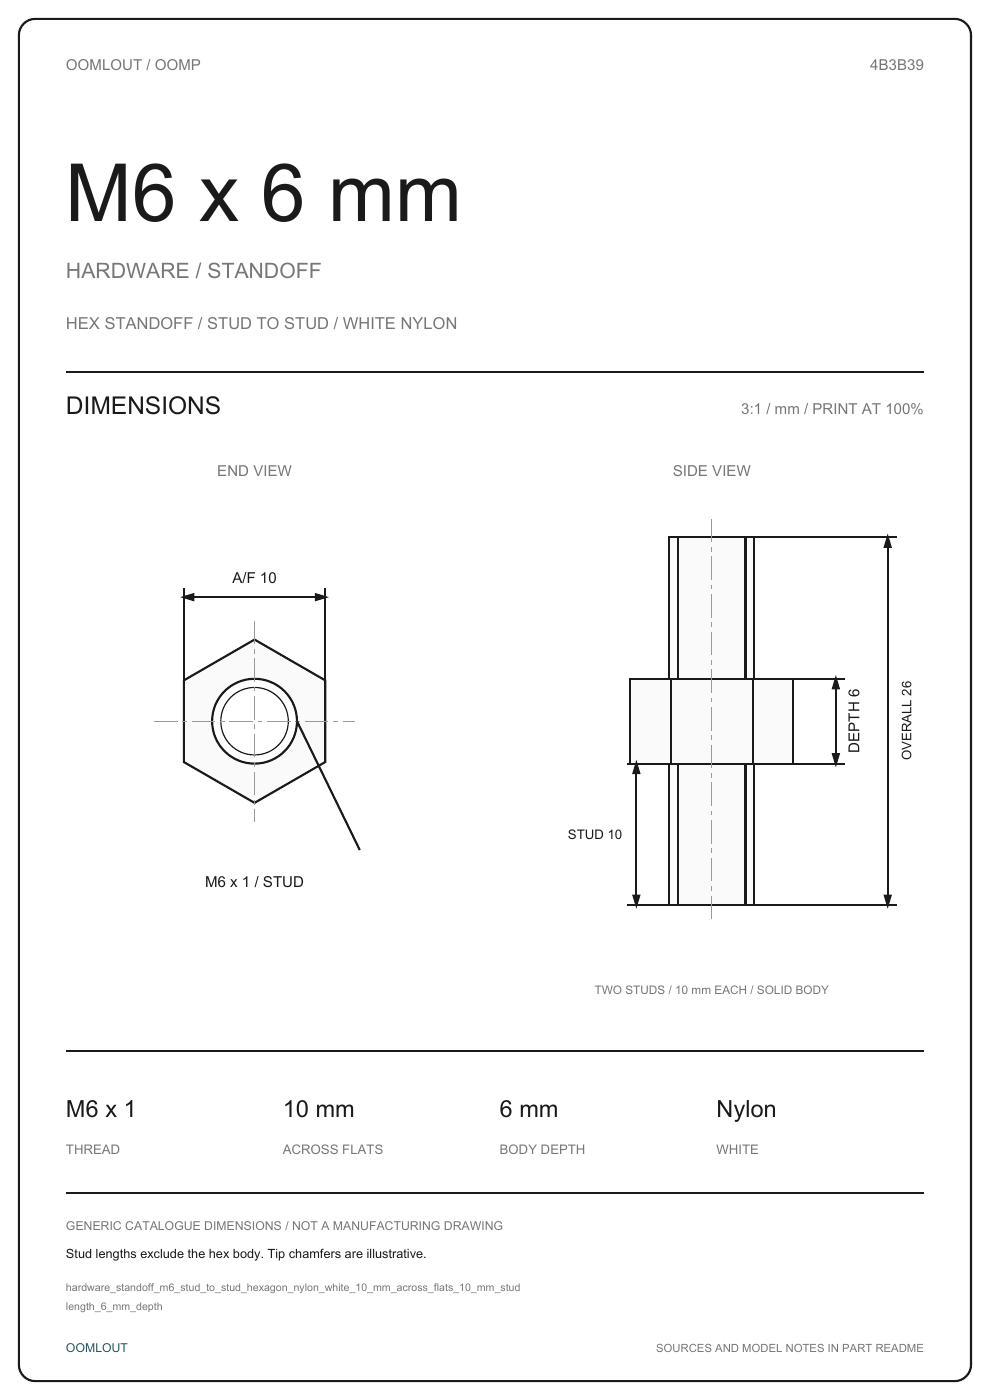 OOMLOUT / OOMP
4B3B39
M6 x 6 mm
HARDWARE / STANDOFF
HEX STANDOFF / STUD TO STUD / WHITE NYLON
DIMENSIONS
3:1 / mm / PRINT AT 100%
END VIEW
SIDE VIEW
A/F 10
DEPTH 6
OVERALL 26
STUD 10
M6 x 1 / STUD
TWO STUDS / 10 mm EACH / SOLID BODY
M6 x 1
10 mm
6 mm
Nylon
THREAD
ACROSS FLATS
BODY DEPTH
WHITE
GENERIC CATALOGUE DIMENSIONS / NOT A MANUFACTURING DRAWING
Stud lengths exclude the hex body. Tip chamfers are illustrative.
hardware_standoff_m6_stud_to_stud_hexagon_nylon_white_10_mm_across_flats_10_mm_stud
length_6_mm_depth
OOMLOUT
SOURCES AND MODEL NOTES IN PART README